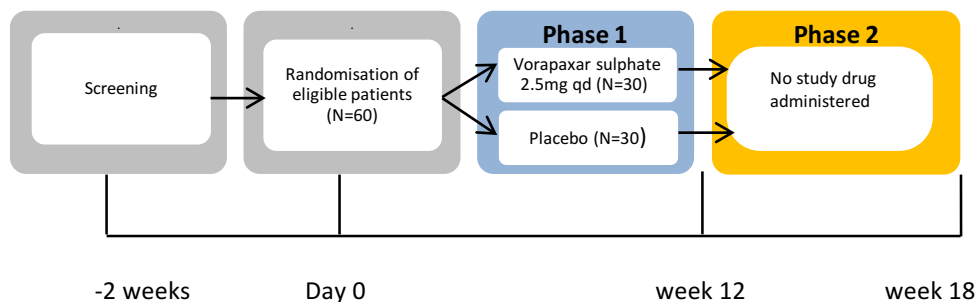 Screening
Randomisation of
eligible patients
(N=60)
Phase 1
Vorapaxar sulphate
2.5mg qd (N=30)
Placebo (N=30)
Phase 2
No study drug
administered
-2 weeks
Day 0
week 12
week 18